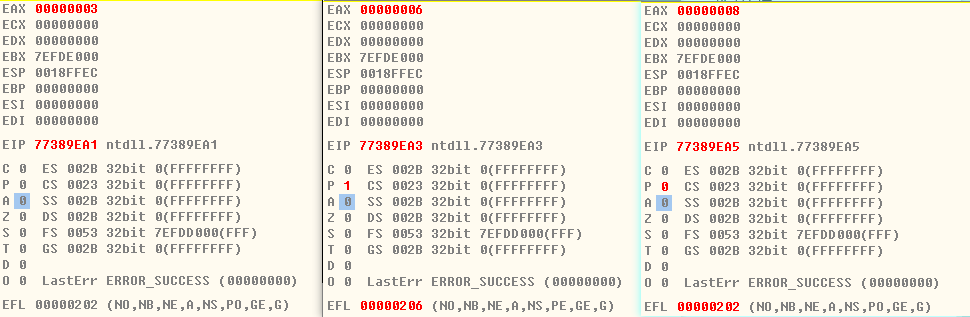 EAX 00000003
ECX 00000000
EDX 00000000
EBX 7EFDE000
ESP 0018FFEC
EBP 00000000
ESI 00000000
EDI 00000000
EIP 77389EA1 ntdll.77389EA1
C 0 ES 002B 32bit 0(FFFFFFFF)
P 0 CS 0023 32bit 0(FFFFFFFF)
A 0 SS 002B 32bit 0(FFFFFFFF)
Z 0 DS 002B 32bit 0(FFFFFFFF)
S 0 FS 0053 32bit 7EFDD000(FFF)
T 0 GS 002B 32bit 0(FFFFFFFF)
D 0
O 0 LastErr ERROR_SUCCESS (00000000)
EFL 00000202 (NO,NB,NE,A,NS,PO,GE,G)
EAX 00000006
ECX 00000000
EDX 00000000
EBX 7EFDE000
ESP 0018FFEC
EBP 00000000
ESI 00000000
EDI 00000000
EIP 77389EA3 ntdll.77389EA3
C 0 ES 002B 32bit 0(FFFFFFFF)
P 1 CS 0023 32bit 0(FFFFFFFF)
A 0 SS 002B 32bit 0(FFFFFFFF)
Z 0 DS 002B 32bit 0(FFFFFFFF)
S 0 FS 0053 32bit 7EFDD000(FFF)
T 0 GS 002B 32bit 0(FFFFFFFF)
D 0
O 0 LastErr ERROR_SUCCESS (00000000)
EFL 00000206 (NO,NB,NE,A,NS,PE,GE,G)
EAX 00000008
ECX 00000000
EDX 00000000
EBX 7EFDE000
ESP 0018FFEC
EBP 00000000
ESI 00000000
EDI 00000000
EIP 77389EA5 ntdll.77389EA5
C 0 ES 002B 32bit 0(FFFFFFFF)
P 0 CS 0023 32bit 0(FFFFFFFF)
A 0 SS 002B 32bit 0(FFFFFFFF)
Z 0 DS 002B 32bit 0(FFFFFFFF)
S 0 FS 0053 32bit 7EFDD000(FFF)
T 0 GS 002B 32bit 0(FFFFFFFF)
D 0
O 0 LastErr ERROR_SUCCESS (00000000)
EFL 00000202 (NO,NB,NE,A,NS,PO,GE,G)